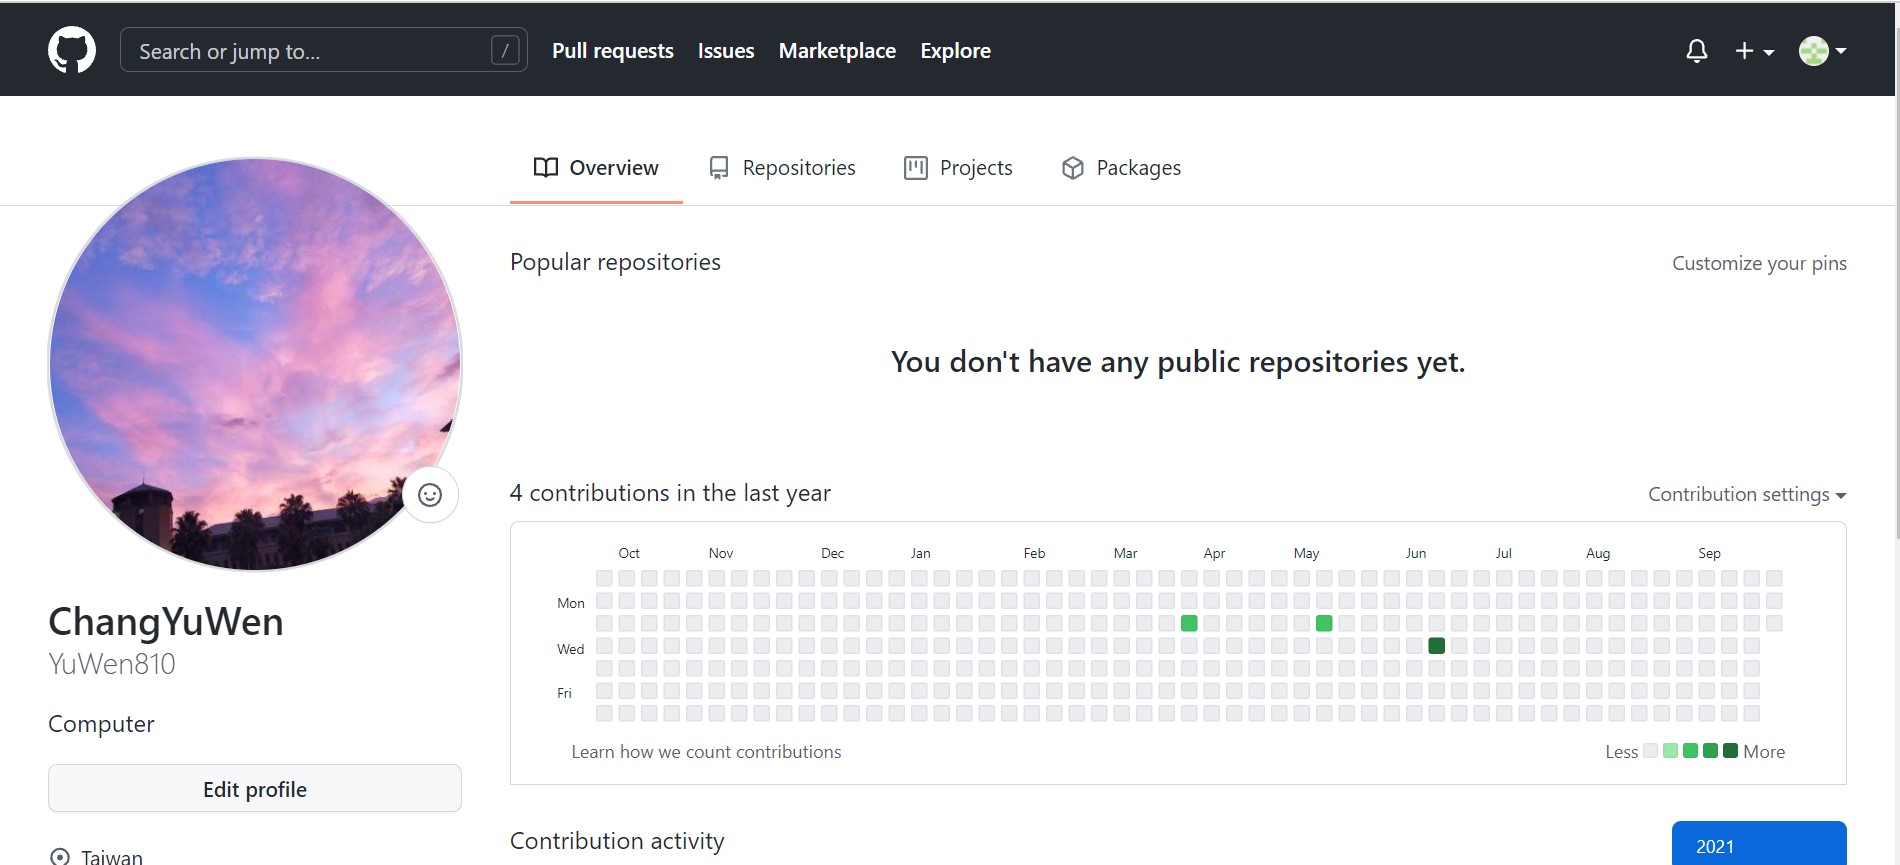 Search or jump to... /
Pull requests
Issues
Marketplace
Explore
Overview
Repositories
Projects
Packages
Popular repositories
Customize your pins
You don't have any public repositories yet.
4 contributions in the last year
Contribution settings
Oct Nov Dec Jan Feb Mar Apr May Jun Jul Aug Sep
Mon
Wed
Fri
Learn how we count contributions
Less More
ChangYuWen
YuWen810
Computer
Edit profile
Taiwan
Contribution activity
2021